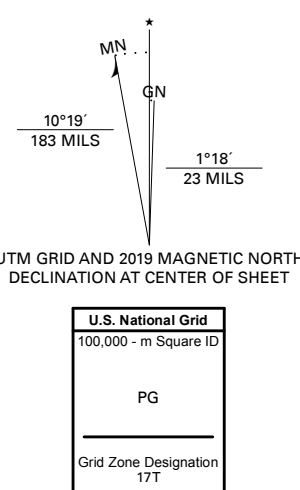 ★
MN
GN
10°19´
183 MILS
1°18´
23 MILS
UTM GRID AND 2019 MAGNETIC NORTH
DECLINATION AT CENTER OF SHEET
U.S. National Grid
100,000 - m Square ID
PG
Grid Zone Designation
17T